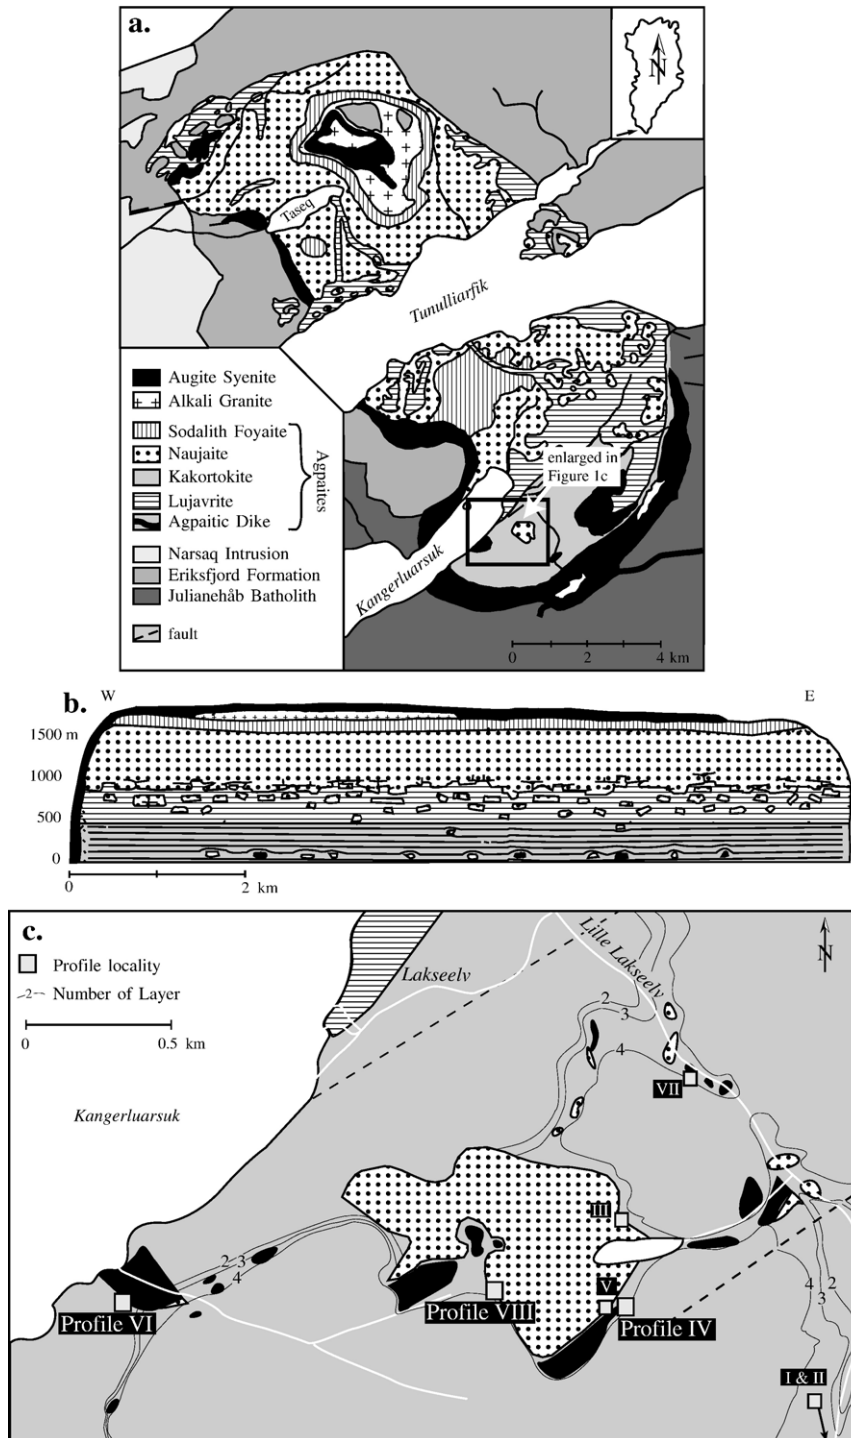 a.
N
Taseq
Tunulliarfik
Augite Syenite
Alkali Granite
Sodalith Foyaite
Naujaite
Kakortokite
Lujavrite
Agpaitic Dike
Agpaites
Narsaq Intrusion
Eriksfjord Formation
Julianehåb Batholith
fault
enlarged in
Figure 1c
Kangerluarsuk
0 2 4 km
b.
W E
1500 m
1000
500
0
0 2 km
c.
Profile locality
2 Number of Layer
0 0.5 km
Kangerluarsuk
Lakseelv
Lille Lakseelv
N
2
3
4
VII
III
V
2
3
4
Profile VI
Profile VIII
Profile IV
4
3
2
I & II